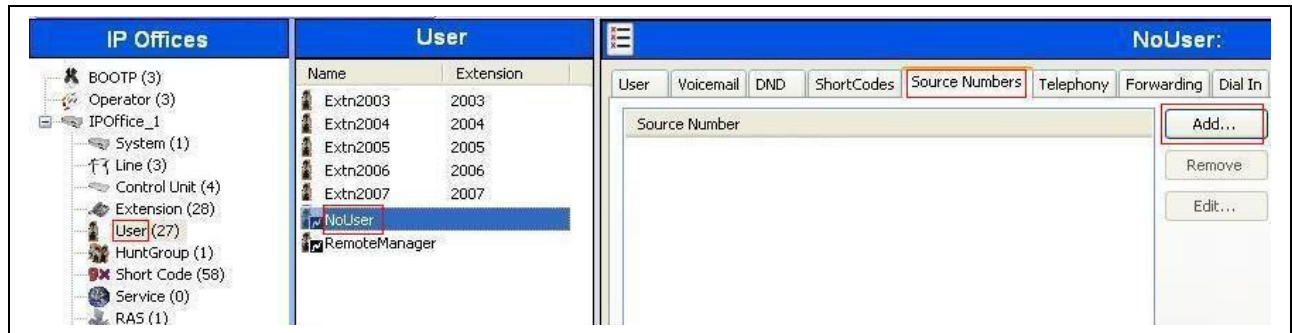 IP Offices
BOOTP (3)
Operator (3)
IPOffice_1
System (1)
Line (3)
Control Unit (4)
Extension (28)
User (27)
HuntGroup (1)
Short Code (58)
Service (0)
RAS (1)
User
Name Extension
Extn2003 2003
Extn2004 2004
Extn2005 2005
Extn2006 2006
Extn2007 2007
NoUser
RemoteManager
NoUser:
User Voicemail DND ShortCodes Source Numbers Telephony Forwarding Dial In
Source Number
Add...
Remove
Edit...